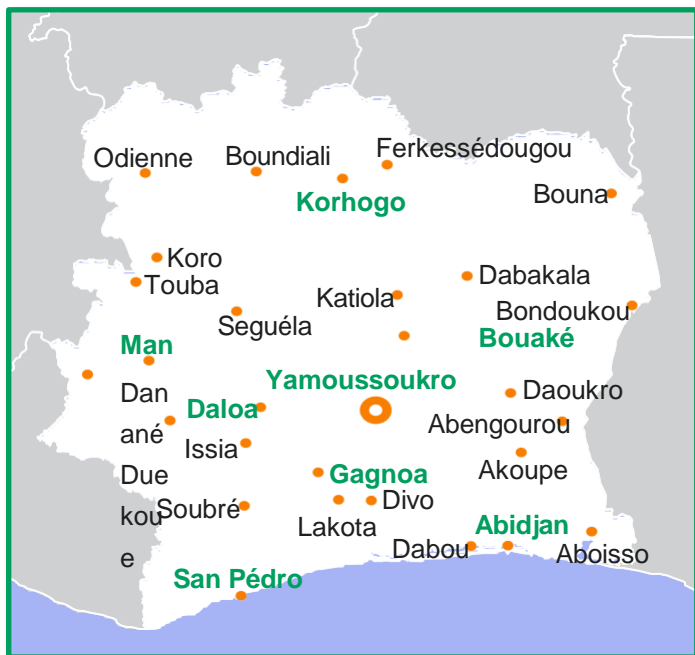 Odienne
Boundiali
Ferkessédougou
Korhogo
Bouna
Koro
Touba
Dabakala
Katiola
Bondoukou
Seguéla
Man
Bouaké
Yamoussoukro
Dan
ané
Due
kou
e
Daloa
Daoukro
Abengourou
Issia
Akoupe
Gagnoa
Soubré
Divo
Lakota
Abidjan
Dabou
Aboisso
San Pédro